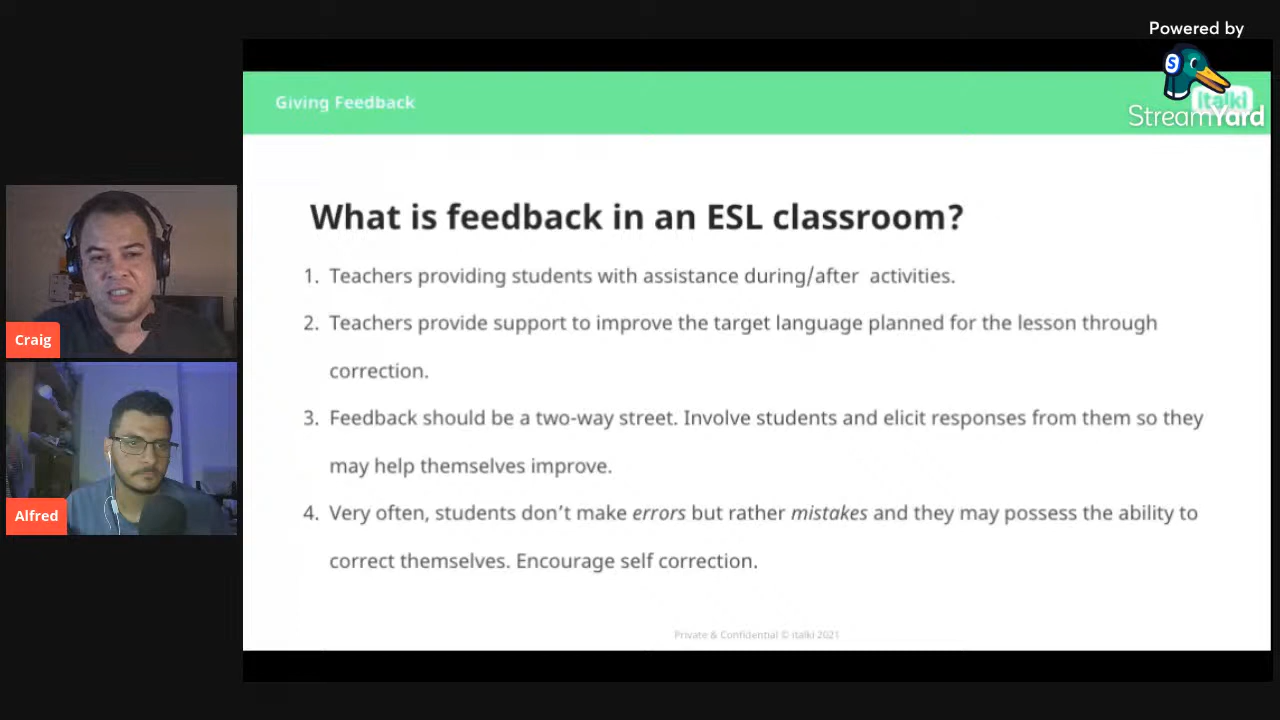 Powered by
StreamYard
Giving Feedback
italki
What is feedback in an ESL classroom?
1. Teachers providing students with assistance during/after activities.
2. Teachers provide support to improve the target language planned for the lesson through
correction.
3. Feedback should be a two-way street. Involve students and elicit responses from them so they
may help themselves improve.
4. Very often, students don’t make errors but rather mistakes and they may possess the ability to
correct themselves. Encourage self correction.
Craig
Alfred
Private & Confidential © italki 2021